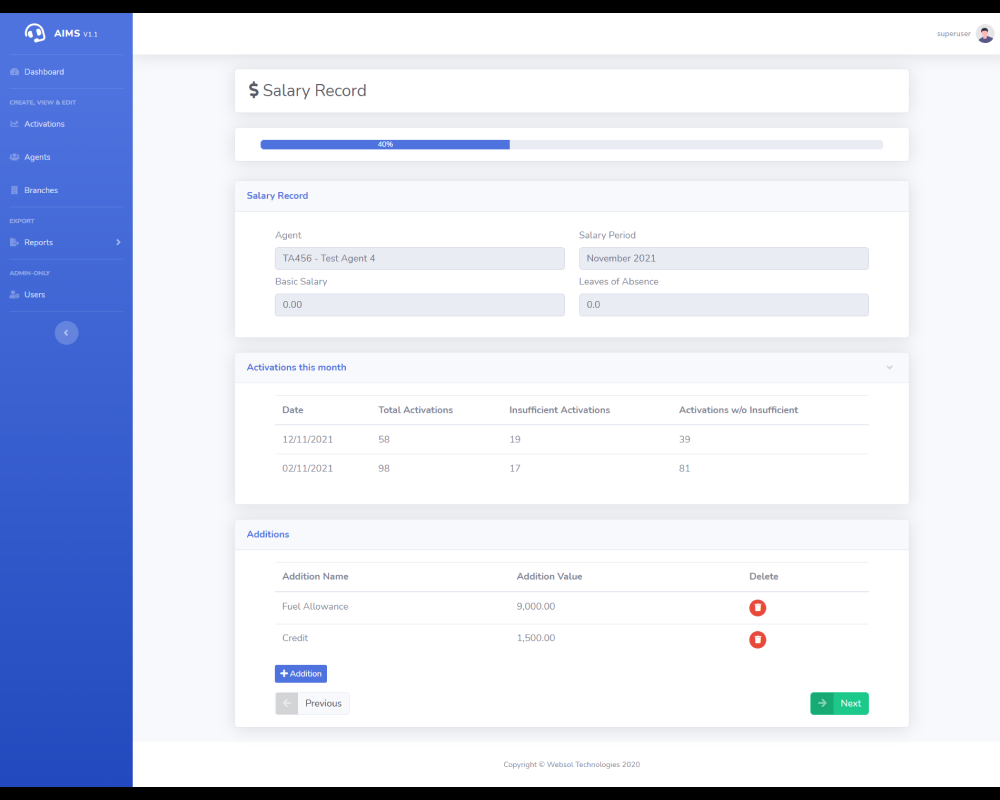 AIMS V1.1
superuser
Dashboard
CREATE, VIEW & EDIT
Activations
Agents
Branches
EXPORT
Reports
ADMIN-ONLY
Users
$ Salary Record
40%
Salary Record
Agent Salary Period
TA456 - Test Agent 4 November 2021
Basic Salary Leaves of Absence
0.00 0.0
Activations this month
Date Total Activations Insufficient Activations Activations w/o Insufficient
12/11/2021 58 19 39
02/11/2021 98 17 81
Additions
Addition Name Addition Value Delete
Fuel Allowance 9,000.00
Credit 1,500.00
+ Addition
Previous Next
Copyright © Websol Technologies 2020